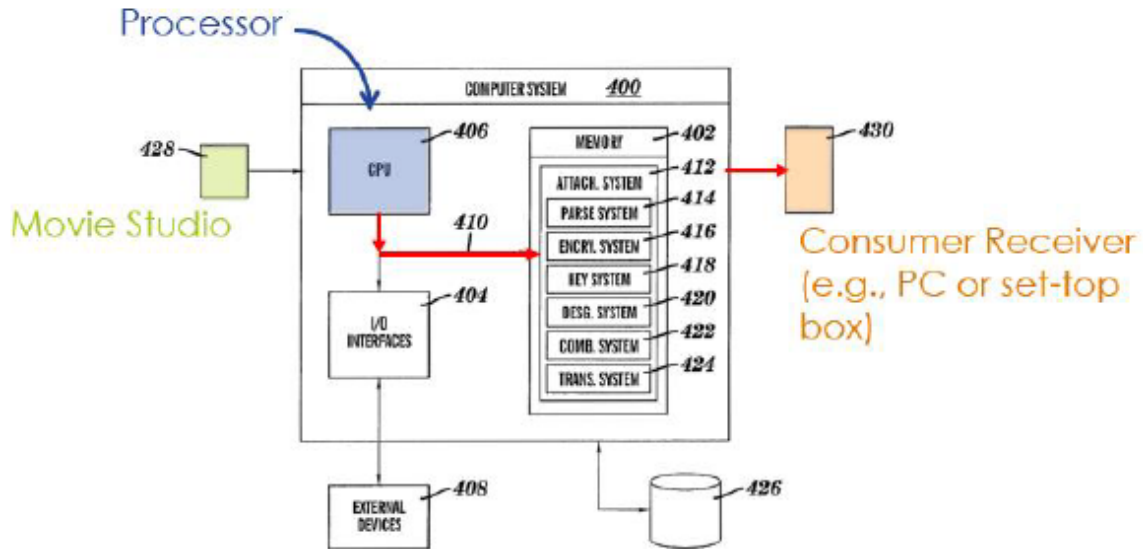 Processor
COMPUTER SYSTEM 400
428
406
CPU
MEMORY
402
430
ATTACH. SYSTEM
412
PARSE SYSTEM
414
Movie Studio
410
ENCRY. SYSTEM
416
KEY SYSTEM
418
Consumer Receiver
(e.g., PC or set-top
box)
404
I/O
INTERFACES
DESG. SYSTEM
420
COMB. SYSTEM
422
TRANS. SYSTEM
424
EXTERNAL
DEVICES
408
426